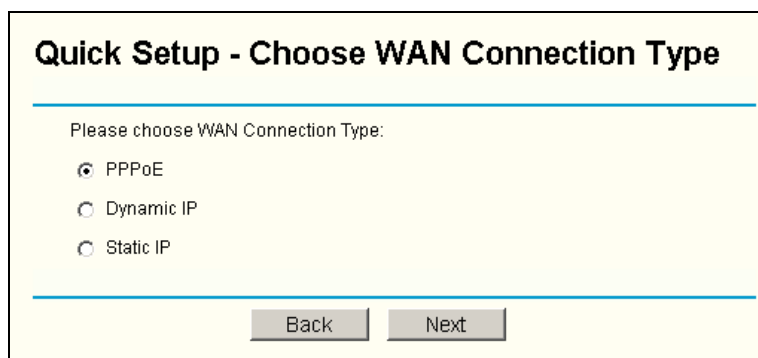 Quick Setup - Choose WAN Connection Type
Please choose WAN Connection Type:
PPPoE
Dynamic IP
Static IP
Back Next